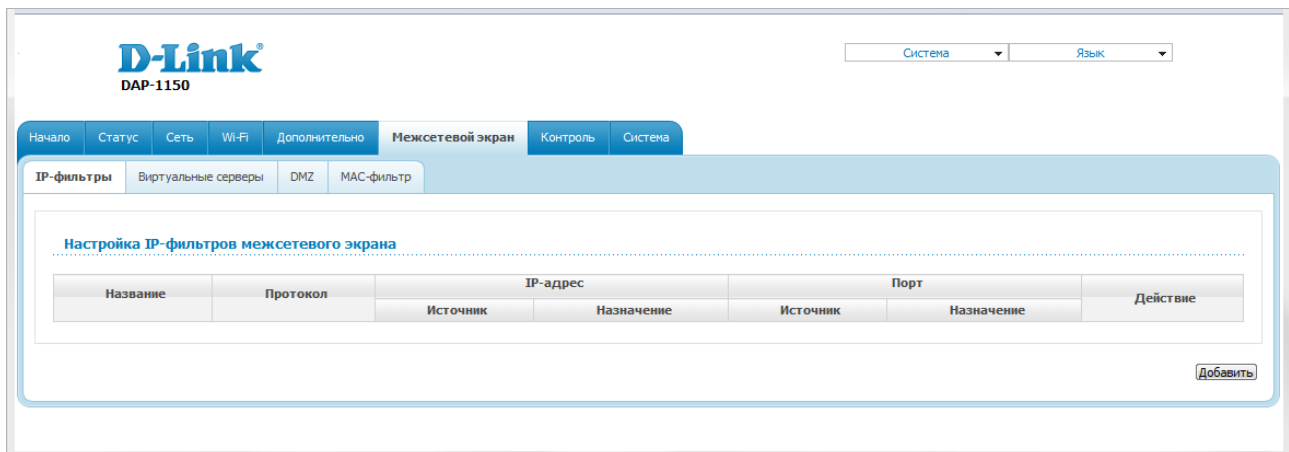 D-Link®
DAP-1150
Система Язык
Начало Статус Сеть Wi-Fi Дополнительно Межсетевой экран Контроль Система
IP-фильтры Виртуальные серверы DMZ MAC-фильтр
Настройка IP-фильтров межсетевого экрана
Название Протокол IP-адрес Порт Действие
Источник Назначение Источник Назначение
Добавить